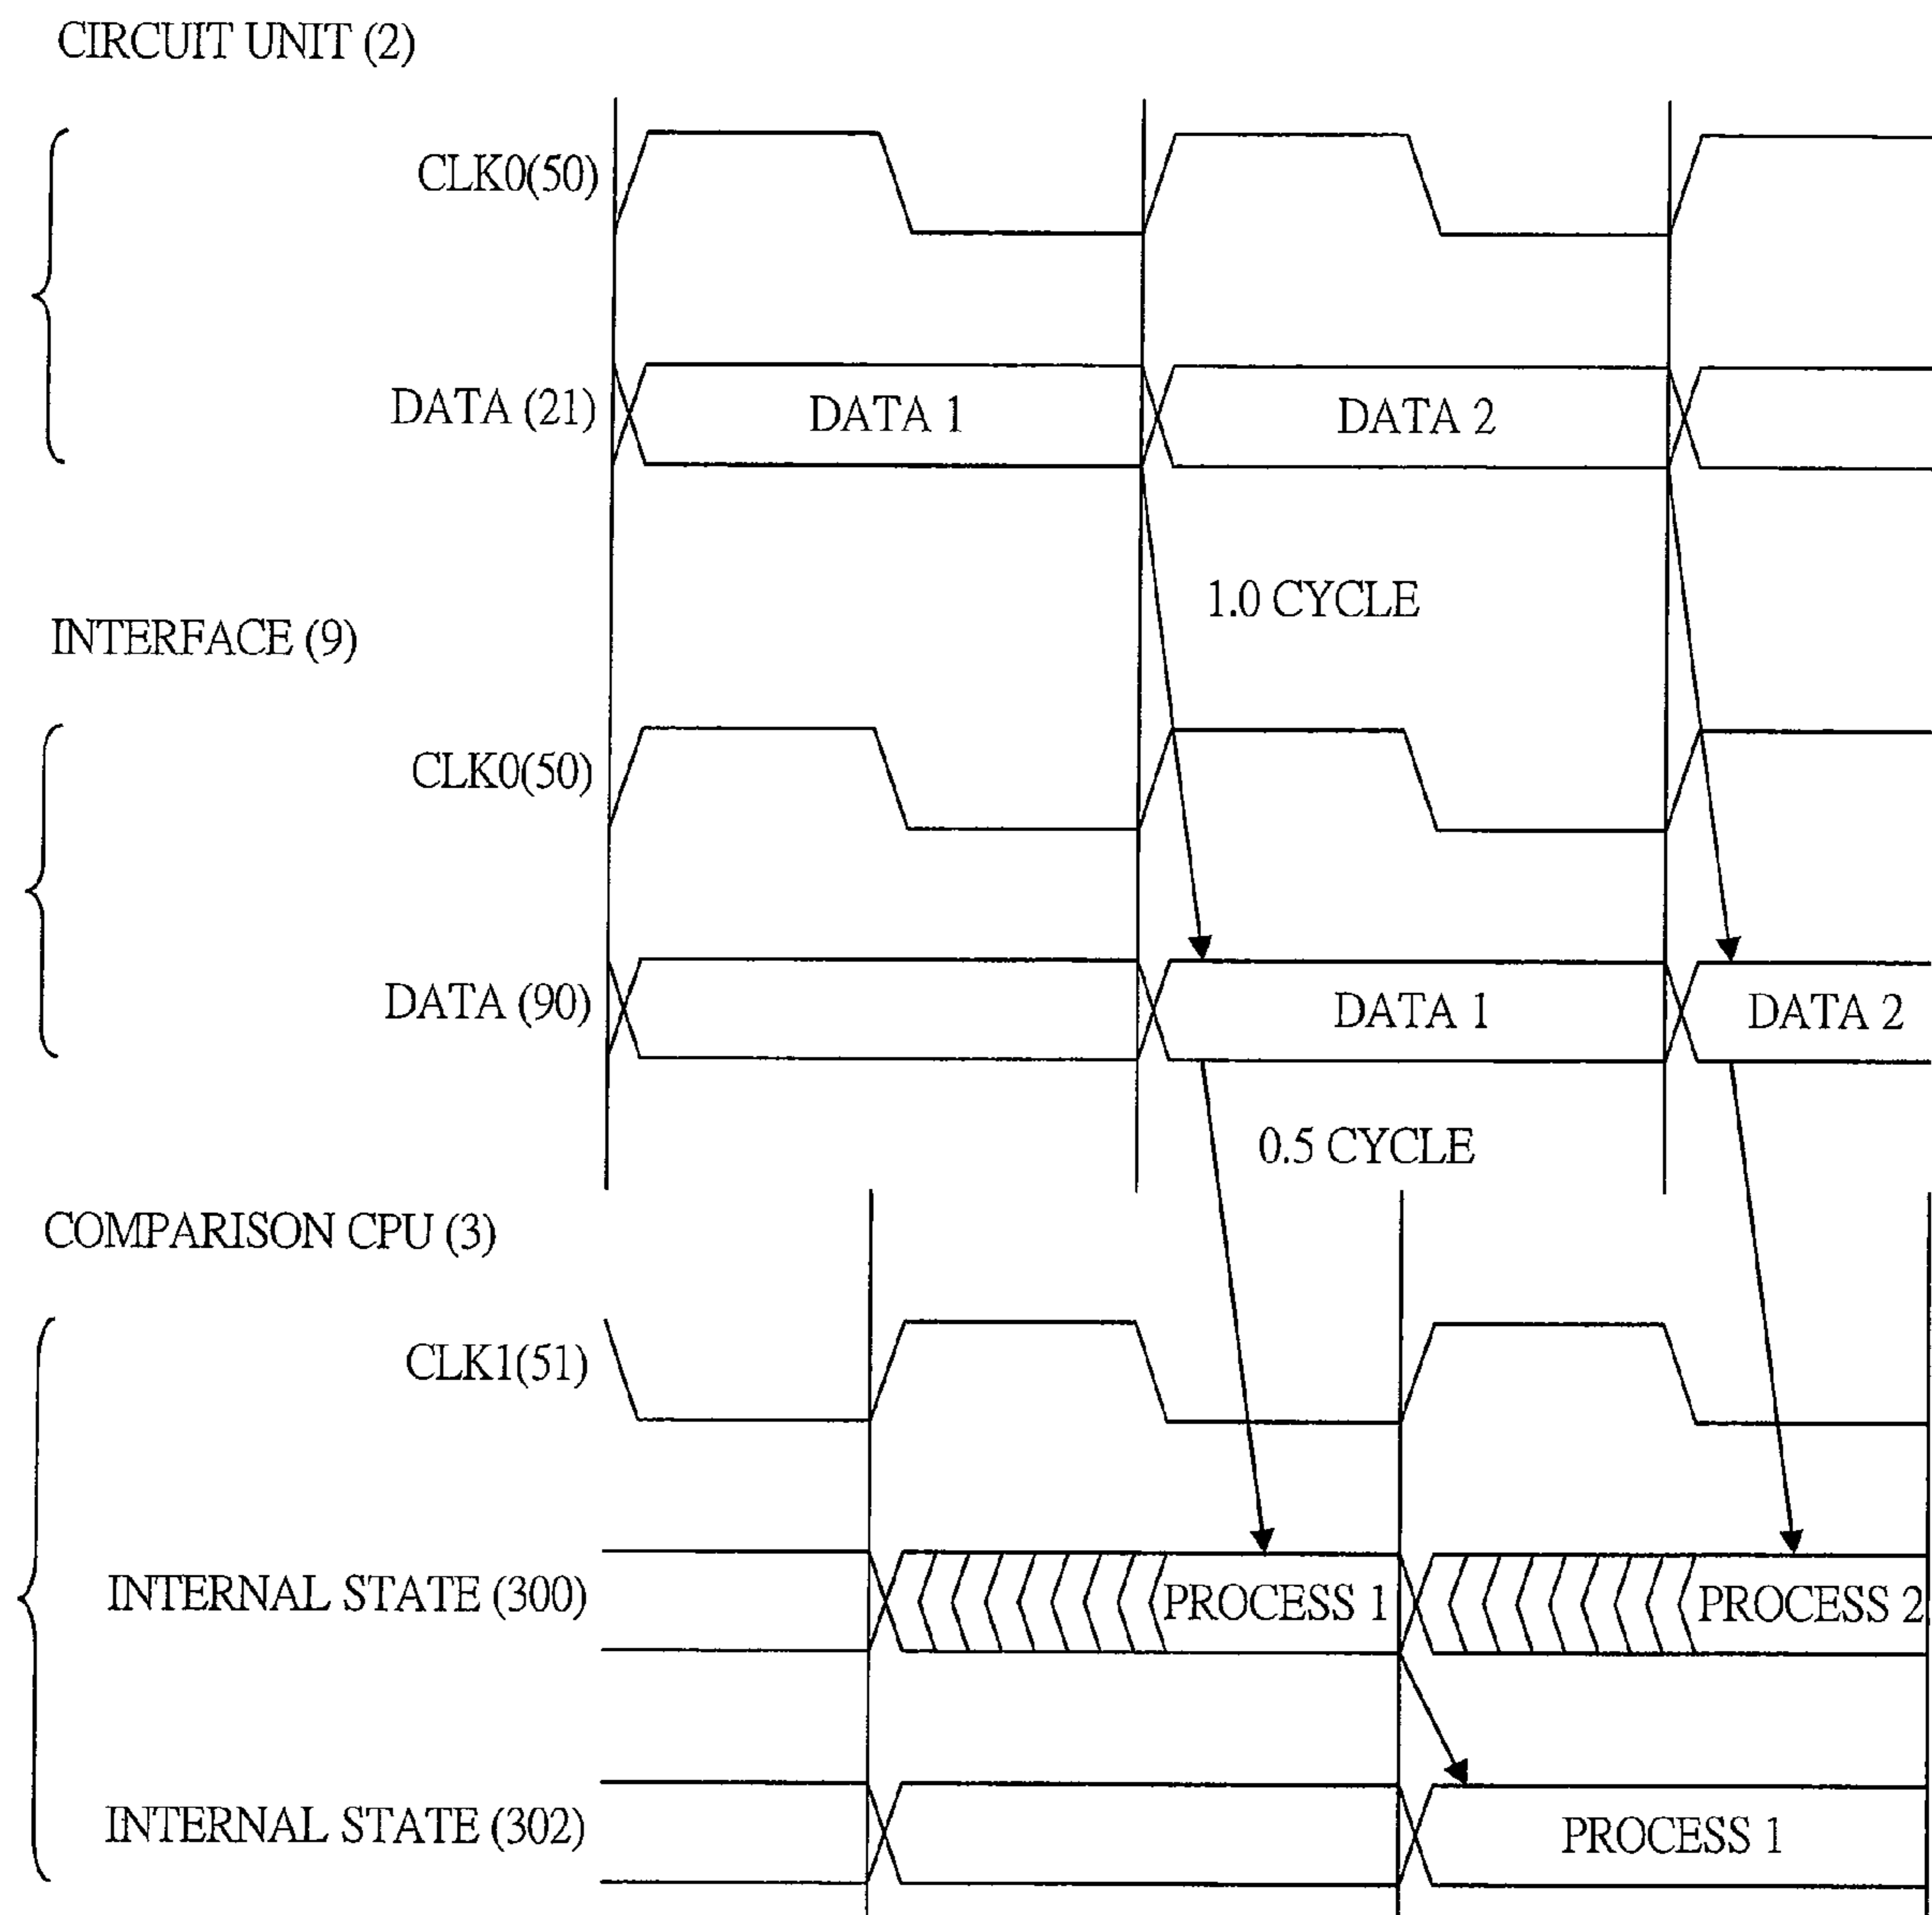 CIRCUIT UNIT (2)
CLK0(50)
DATA (21)
DATA 1
DATA 2
1.0 CYCLE
INTERFACE (9)
CLK0(50)
DATA (90)
DATA 1
DATA 2
0.5 CYCLE
COMPARISON CPU (3)
CLK1(51)
INTERNAL STATE (300)
PROCESS 1
PROCESS 2
INTERNAL STATE (302)
PROCESS 1